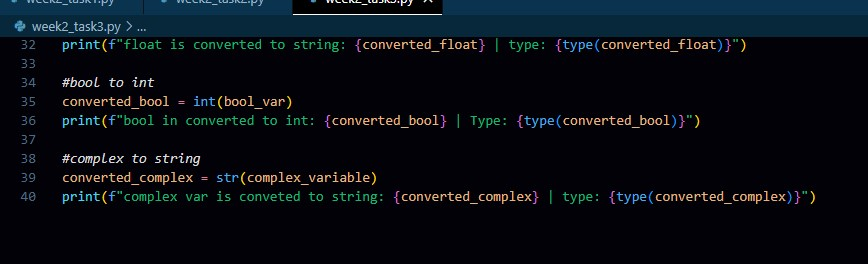 week2_task1.py week2_task2.py week2_task3.py
week2_task3.py > ...
32 print(f"float is converted to string: {converted_float} | type: {type(converted_float)}")
33
34 #bool to int
35 converted_bool = int(bool_var)
36 print(f"bool in converted to int: {converted_bool} | Type: {type(converted_bool)}")
37
38 #complex to string
39 converted_complex = str(complex_variable)
40 print(f"complex var is conveted to string: {converted_complex} | type: {type(converted_complex)}")